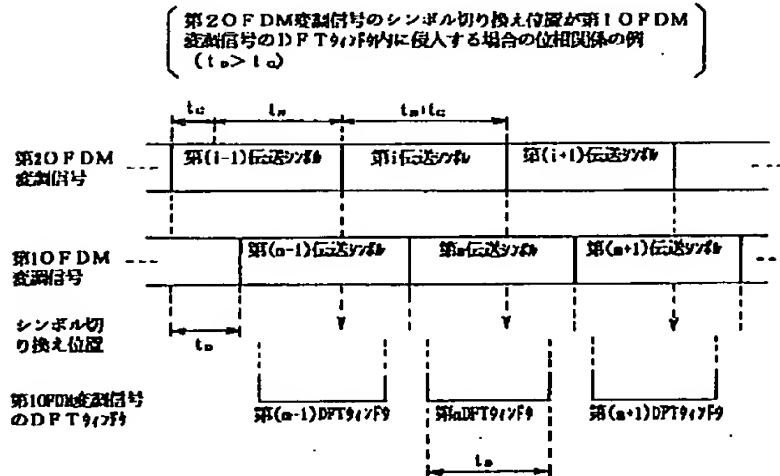 第2OFDM変調信号のシンボル切り換え位置が第1OFDM
変調信号のDFTウィンドウ内に侵入する場合の位相関係の例
(tD>tG)
tG
tB
tB+tG
第2OFDM
変調信号
第(i-1)伝送シンボル
第i伝送シンボル
第(i+1)伝送シンボル
第1OFDM
変調信号
第(m-1)伝送シンボル
第m伝送シンボル
第(m+1)伝送シンボル
シンボル切
り換え位置
tD
第1OFDM変調信号
のDFTウィンドウ
第(m-1)DFTウィンドウ
第mDFTウィンドウ
第(m+1)DFTウィンドウ
tB